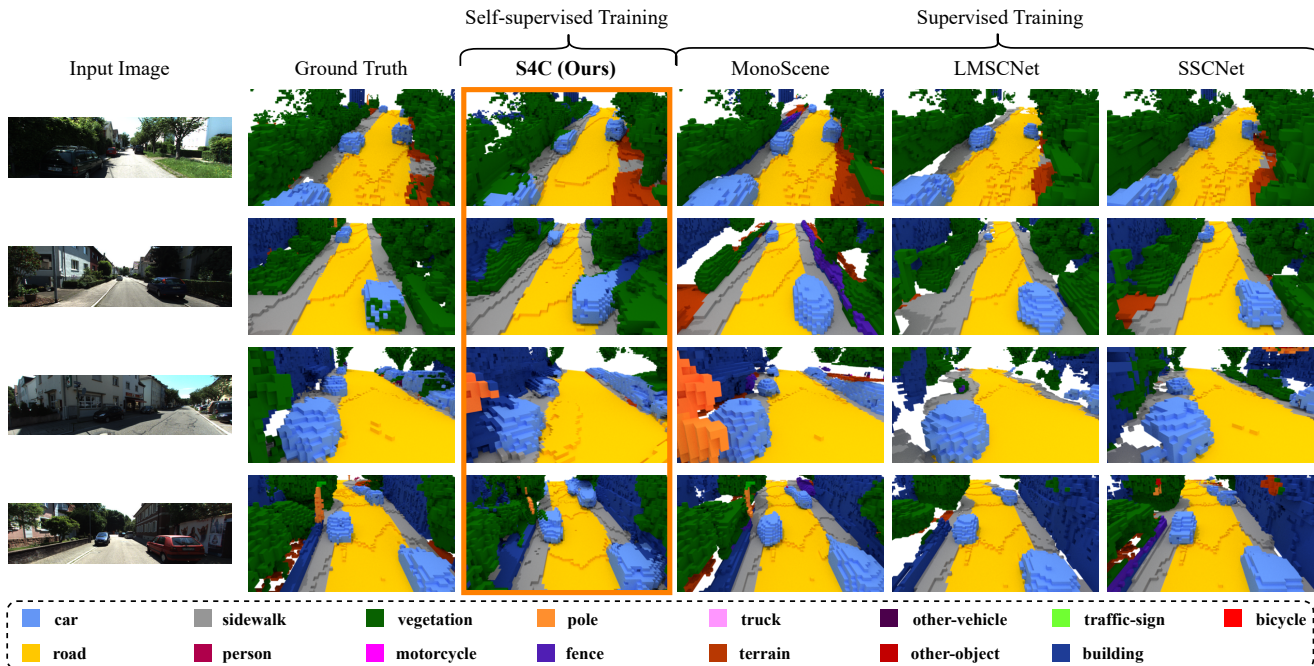 Self-supervised Training Supervised Training
Input Image Ground Truth S4C (Ours) MonoScene LMSCNet SSCNet
car sidewalk vegetation pole truck other-vehicle traffic-sign bicycle
road person motorcycle fence terrain other-object building